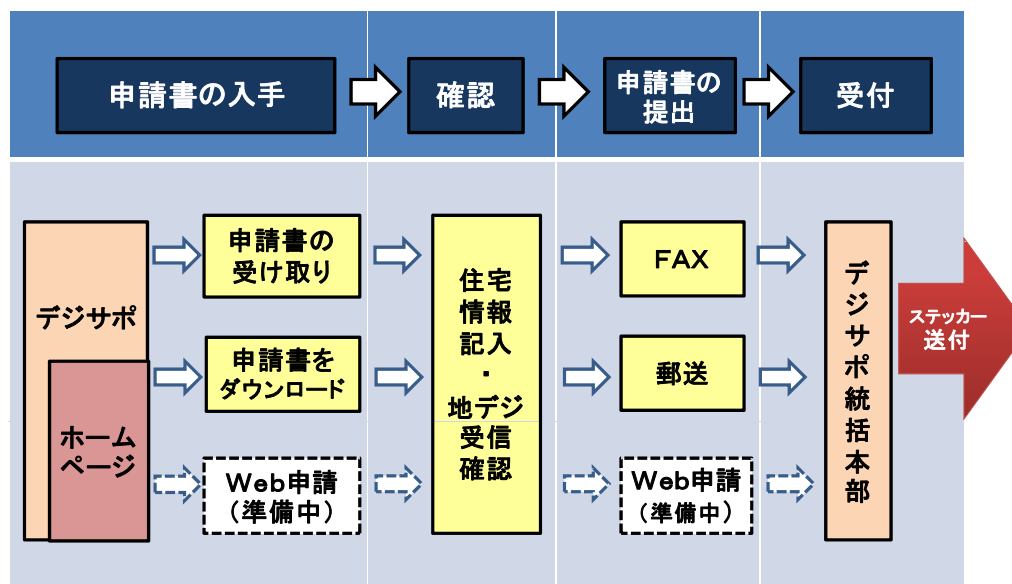 申請書の入手
確認
申請書の
提出
受付
デジサポ
ホーム
ページ
申請書の
受け取り
申請書を
ダウンロード
Web申請
(準備中)
住宅
情報
記入
・
地デジ
受信
確認
FAX
郵送
Web申請
(準備中)
デジサポ統括本部
ステッカー
送付